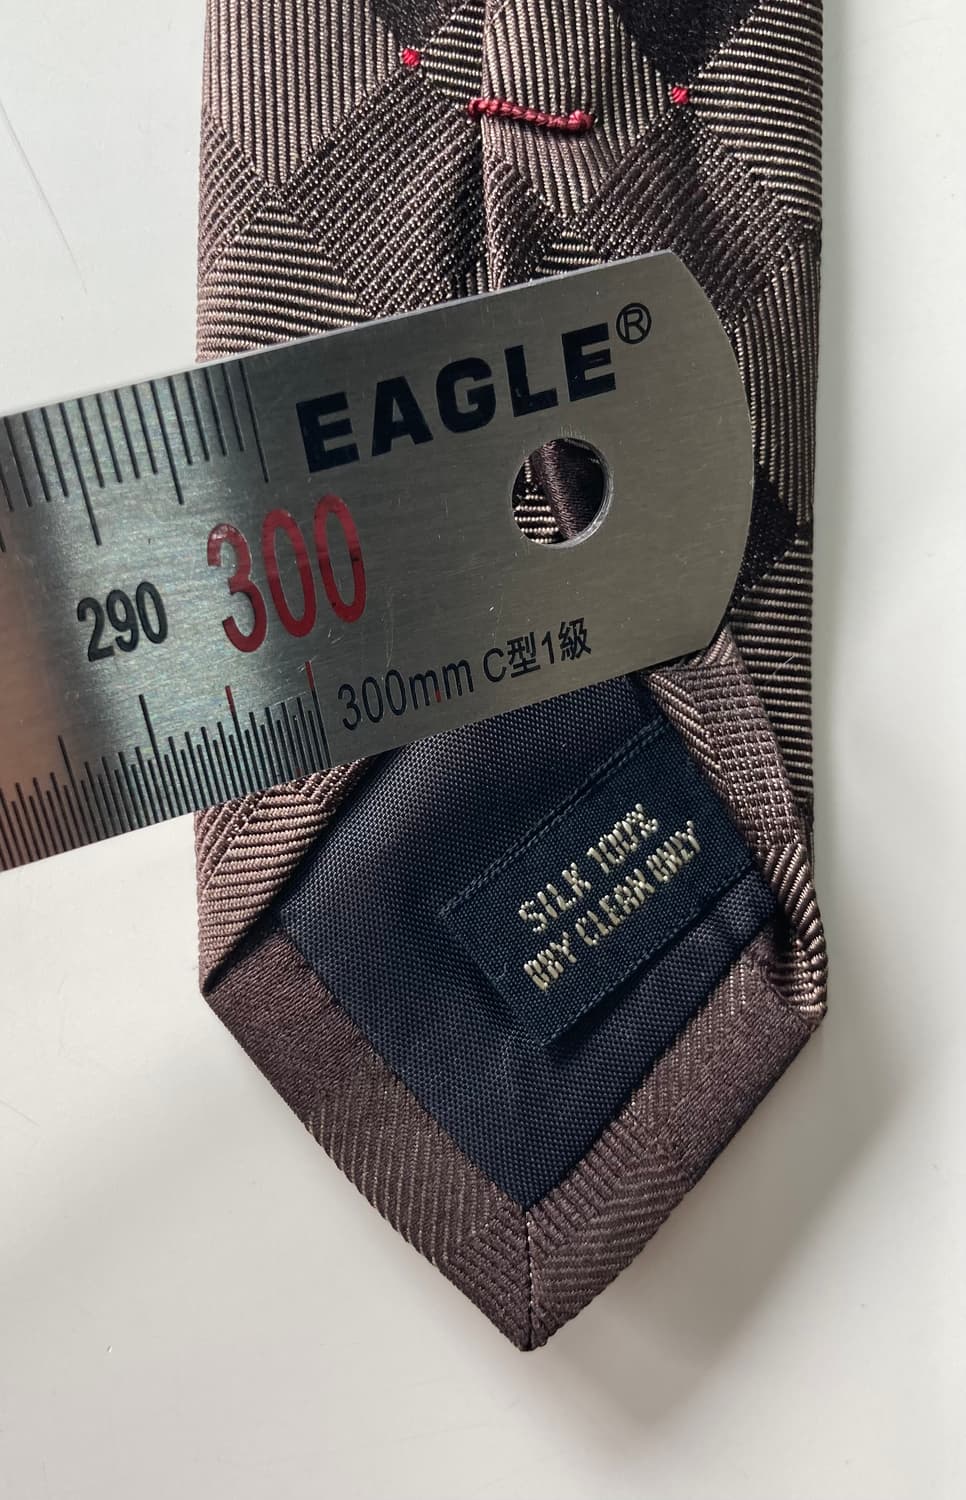 EAGLE®
290
300
300mm C型1級
SILK 100%
DRY CLEAN ONLY